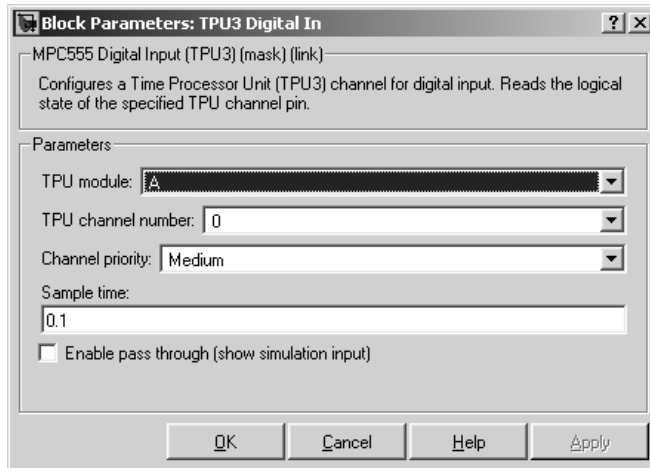 Block Parameters: TPU3 Digital In
MPC555 Digital Input (TPU3) (mask) (link)
Configures a Time Processor Unit (TPU3) channel for digital input. Reads the logical
state of the specified TPU channel pin.
Parameters
TPU module: A
TPU channel number: 0
Channel priority: Medium
Sample time:
0.1
Enable pass through (show simulation input)
OK Cancel Help Apply